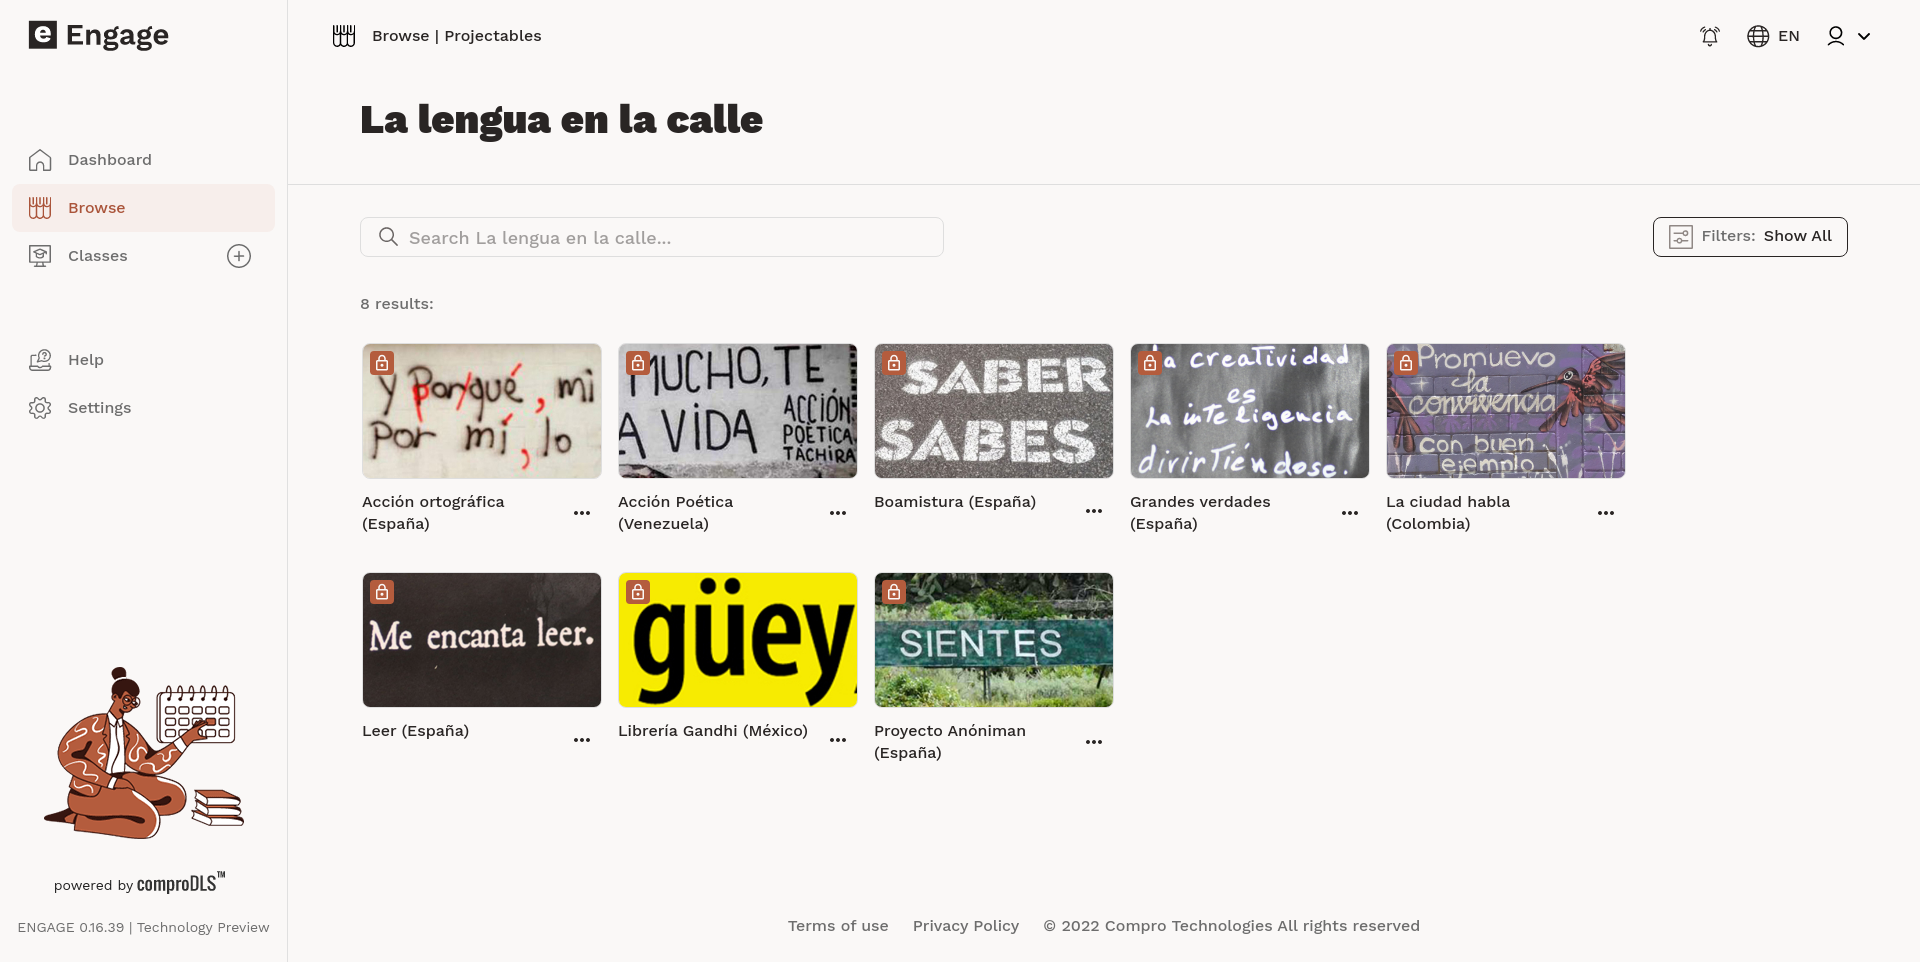 e Engage
Browse | Projectables
EN
La lengua en la calle
Dashboard
Browse
Classes
Help
Settings
Search La lengua en la calle...
Filters: Show All
8 results:
y por/qué, mi
por mí, lo
MUCHO, TE
A VIDA
ACCIÓN
POÉTICA
TÁCHIRA
SABER
SABES
La creatividad
es
La inteligencia
divirTiéndose.
Promuevo
la
convivencia
con buen
ejemplo
Acción ortográfica
(España)
Acción Poética
(Venezuela)
Boamistura (España)
Grandes verdades
(España)
La ciudad habla
(Colombia)
Me encanta leer.
güey
SIENTES
Leer (España)
Librería Gandhi (México)
Proyecto Anóniman
(España)
powered by comproDLS™
ENGAGE 0.16.39 | Technology Preview
Terms of use
Privacy Policy
© 2022 Compro Technologies All rights reserved